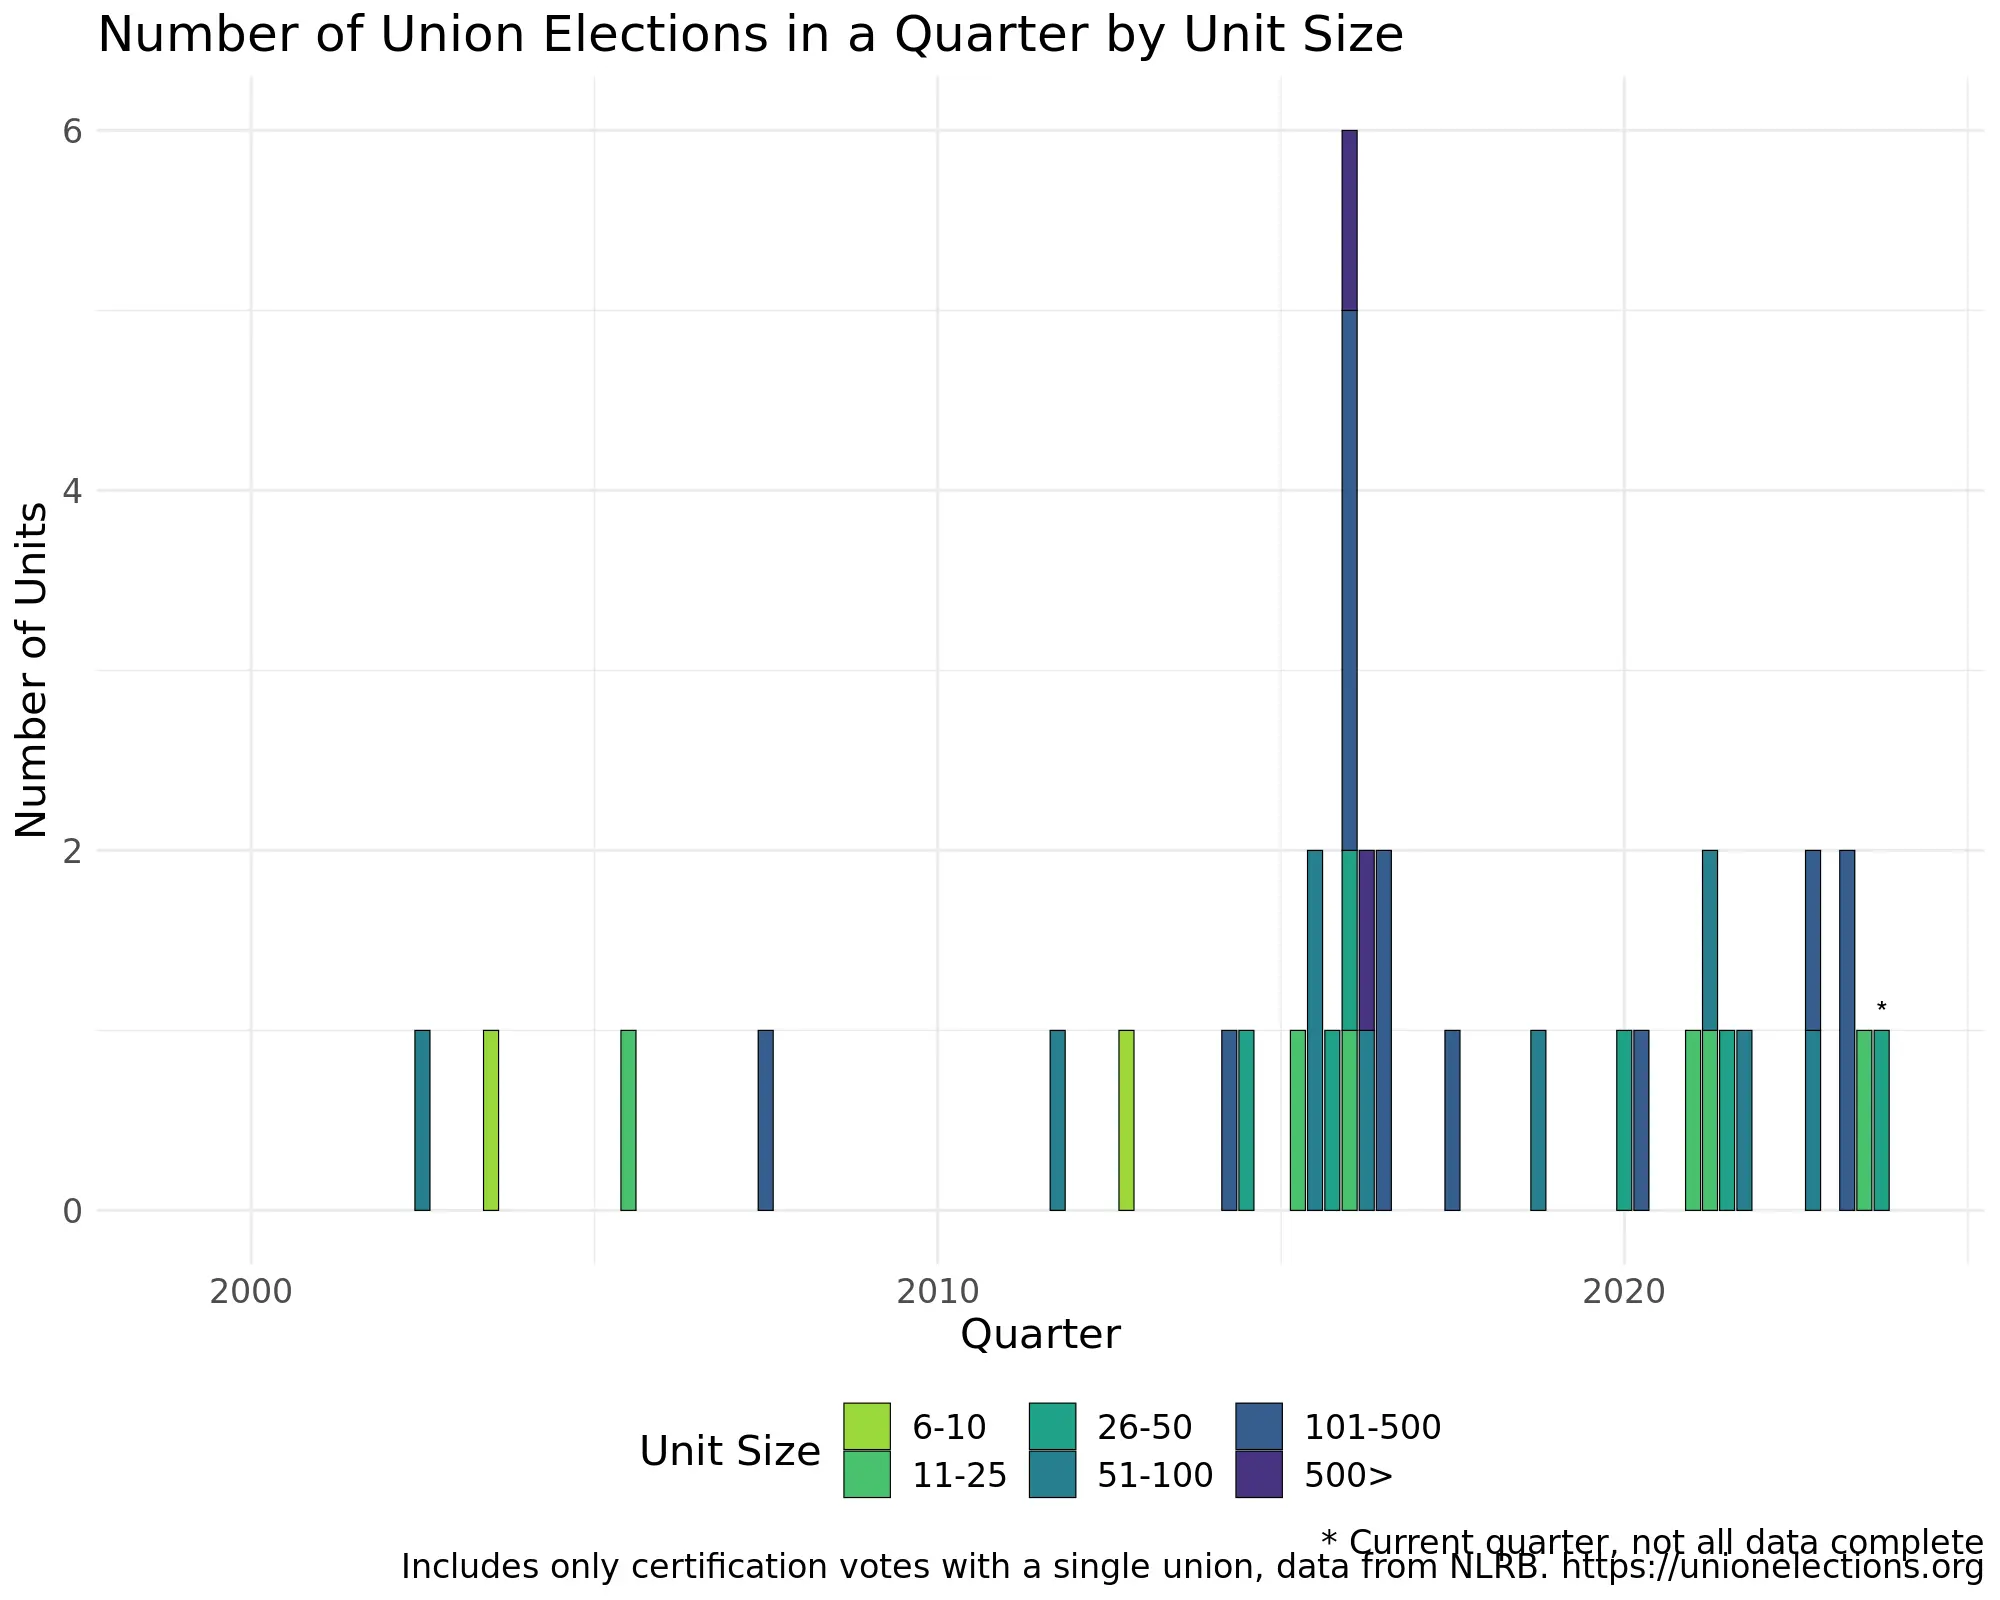 Number of Union Elections in a Quarter by Unit Size
6
4
2
0
Number of Units
*
2000 2010 2020
Quarter
Unit Size
6-10 26-50 101-500
11-25 51-100 500>
* Current quarter, not all data complete
Includes only certification votes with a single union, data from NLRB. https://unionelections.org